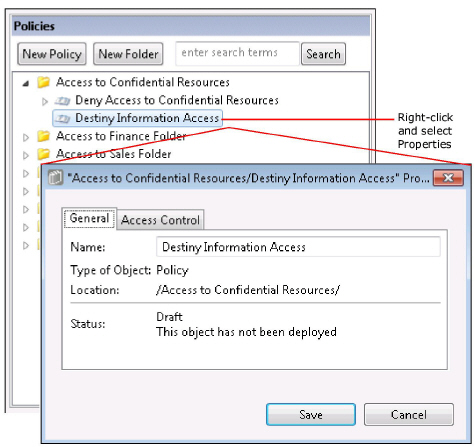 Policies
New Policy New Folder enter search terms Search
Access to Confidential Resources
Deny Access to Confidential Resources
Destiny Information Access
Right-click
and select
Properties
Access to Finance Folder
Access to Sales Folder
"Access to Confidential Resources/Destiny Information Access" Pro...
General Access Control
Name: Destiny Information Access
Type of Object: Policy
Location: /Access to Confidential Resources/
Status: Draft
This object has not been deployed
Save Cancel